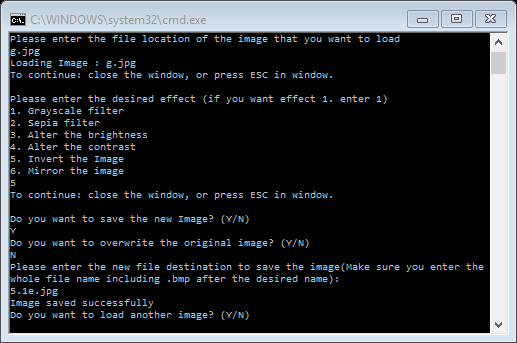 C:\WINDOWS\system32\cmd.exe
Please enter the file location of the image that you want to load
g.jpg
Loading Image : g.jpg
To continue: close the window, or press ESC in window.
Please enter the desired effect (if you want effect 1. enter 1)
1. Grayscale filter
2. Sepia filter
3. Alter the brightness
4. Alter the contrast
5. Invert the Image
6. Mirror the image
5
To continue: close the window, or press ESC in window.
Do you want to save the new Image? (Y/N)
Y
Do you want to overwrite the original image? (Y/N)
N
Please enter the new file destination to save the image(Make sure you enter the
whole file name including .bmp after the desired name):
5.1e.jpg
Image saved successfully
Do you want to load another image? (Y/N)